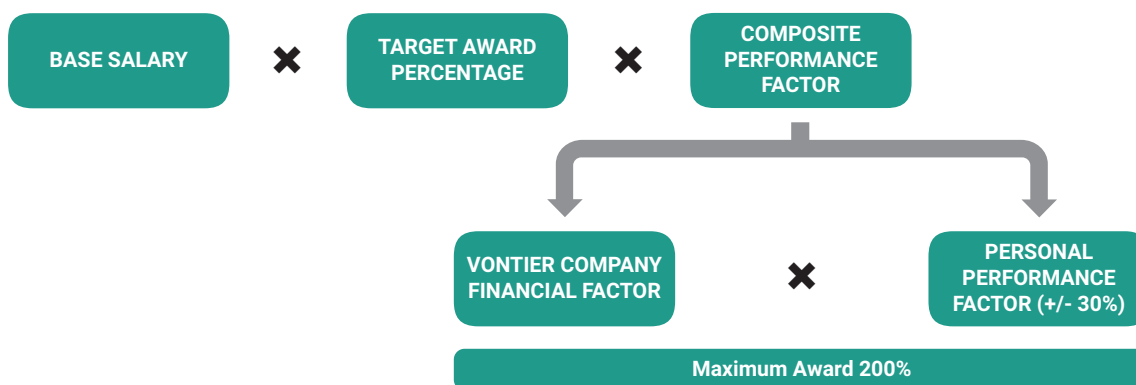 BASE SALARY
TARGET AWARD
PERCENTAGE
COMPOSITE
PERFORMANCE
FACTOR
VONTIER COMPANY
FINANCIAL FACTOR
PERSONAL
PERFORMANCE
FACTOR (+/- 30%)
Maximum Award 200%